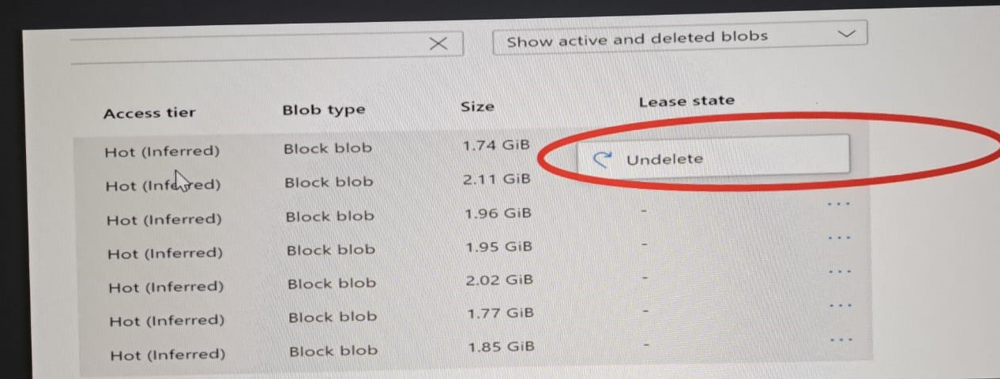 Show active and deleted blobs
Access tier Blob type Size Lease state
Hot (Inferred) Block blob 1.74 GiB
Undelete
Hot (Inferred) Block blob 2.11 GiB
Hot (Inferred) Block blob 1.96 GiB - ...
Hot (Inferred) Block blob 1.95 GiB - ...
Hot (Inferred) Block blob 2.02 GiB - ...
Hot (Inferred) Block blob 1.77 GiB - ...
Hot (Inferred) Block blob 1.85 GiB - ...